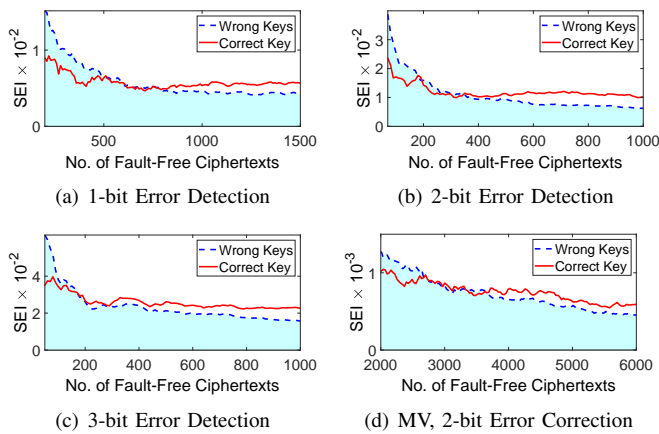 Wrong Keys
Correct Key
SEI × 10^-2
1
0
500 1000 1500
No. of Fault-Free Ciphertexts
(a) 1-bit Error Detection
Wrong Keys
Correct Key
SEI × 10^-2
3
2
1
0
200 400 600 800 1000
No. of Fault-Free Ciphertexts
(b) 2-bit Error Detection
Wrong Keys
Correct Key
SEI × 10^-2
4
2
0
200 400 600 800 1000
No. of Fault-Free Ciphertexts
(c) 3-bit Error Detection
Wrong Keys
Correct Key
SEI × 10^-3
1
0
2000 3000 4000 5000 6000
No. of Fault-Free Ciphertexts
(d) MV, 2-bit Error Correction